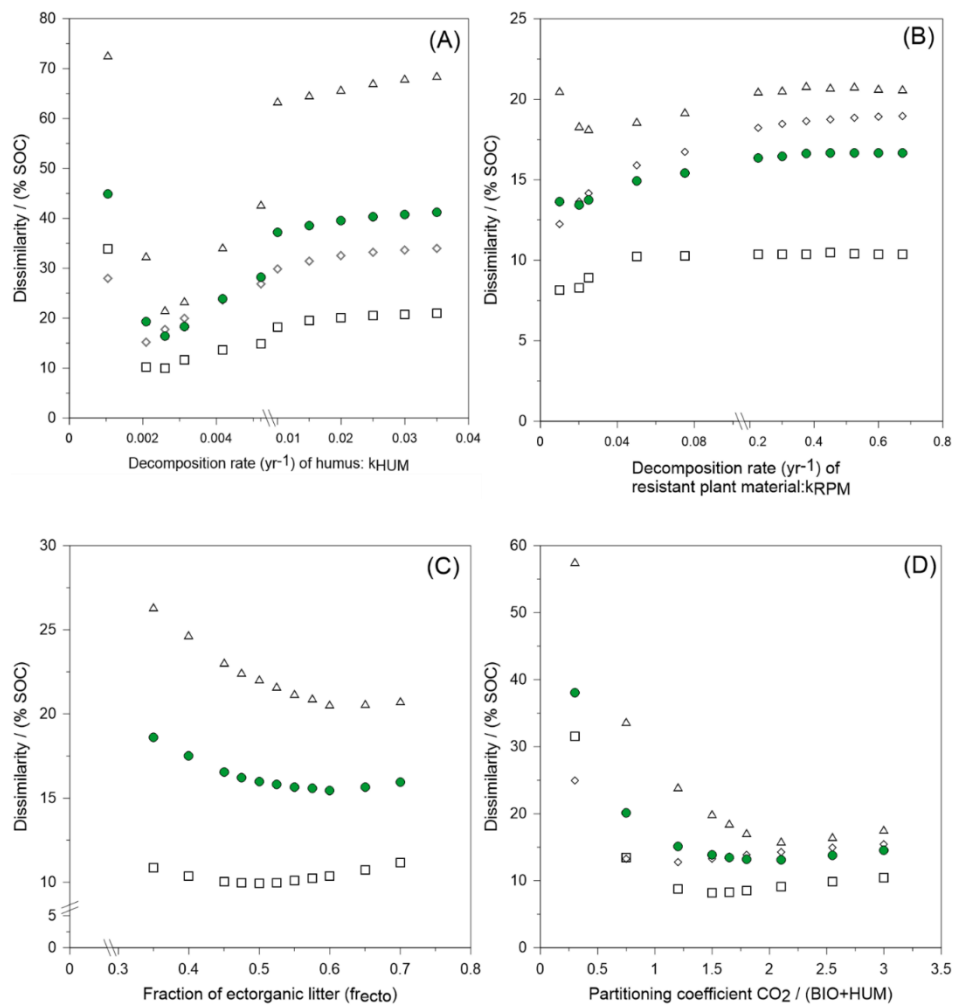 (A)
Dissimilarity / (% SOC)
80
70
60
50
40
30
20
10
0
0 0.002 0.004 0.01 0.02 0.03 0.04
Decomposition rate (yr-1) of humus: kHUM
(B)
Dissimilarity / (% SOC)
25
20
15
10
5
0
0 0.04 0.08 0.2 0.4 0.6 0.8
Decomposition rate (yr-1) of
resistant plant material:kRPM
(C)
Dissimilarity / (% SOC)
30
25
20
15
10
5
0
0 0.3 0.4 0.5 0.6 0.7
Fraction of ectorganic litter (frecto)
(D)
Dissimilarity / (% SOC)
60
50
40
30
20
10
0
0 0.5 1.0 1.5 2.0 2.5 3.0 3.5
Partitioning coefficient CO2 / (BIO+HUM)